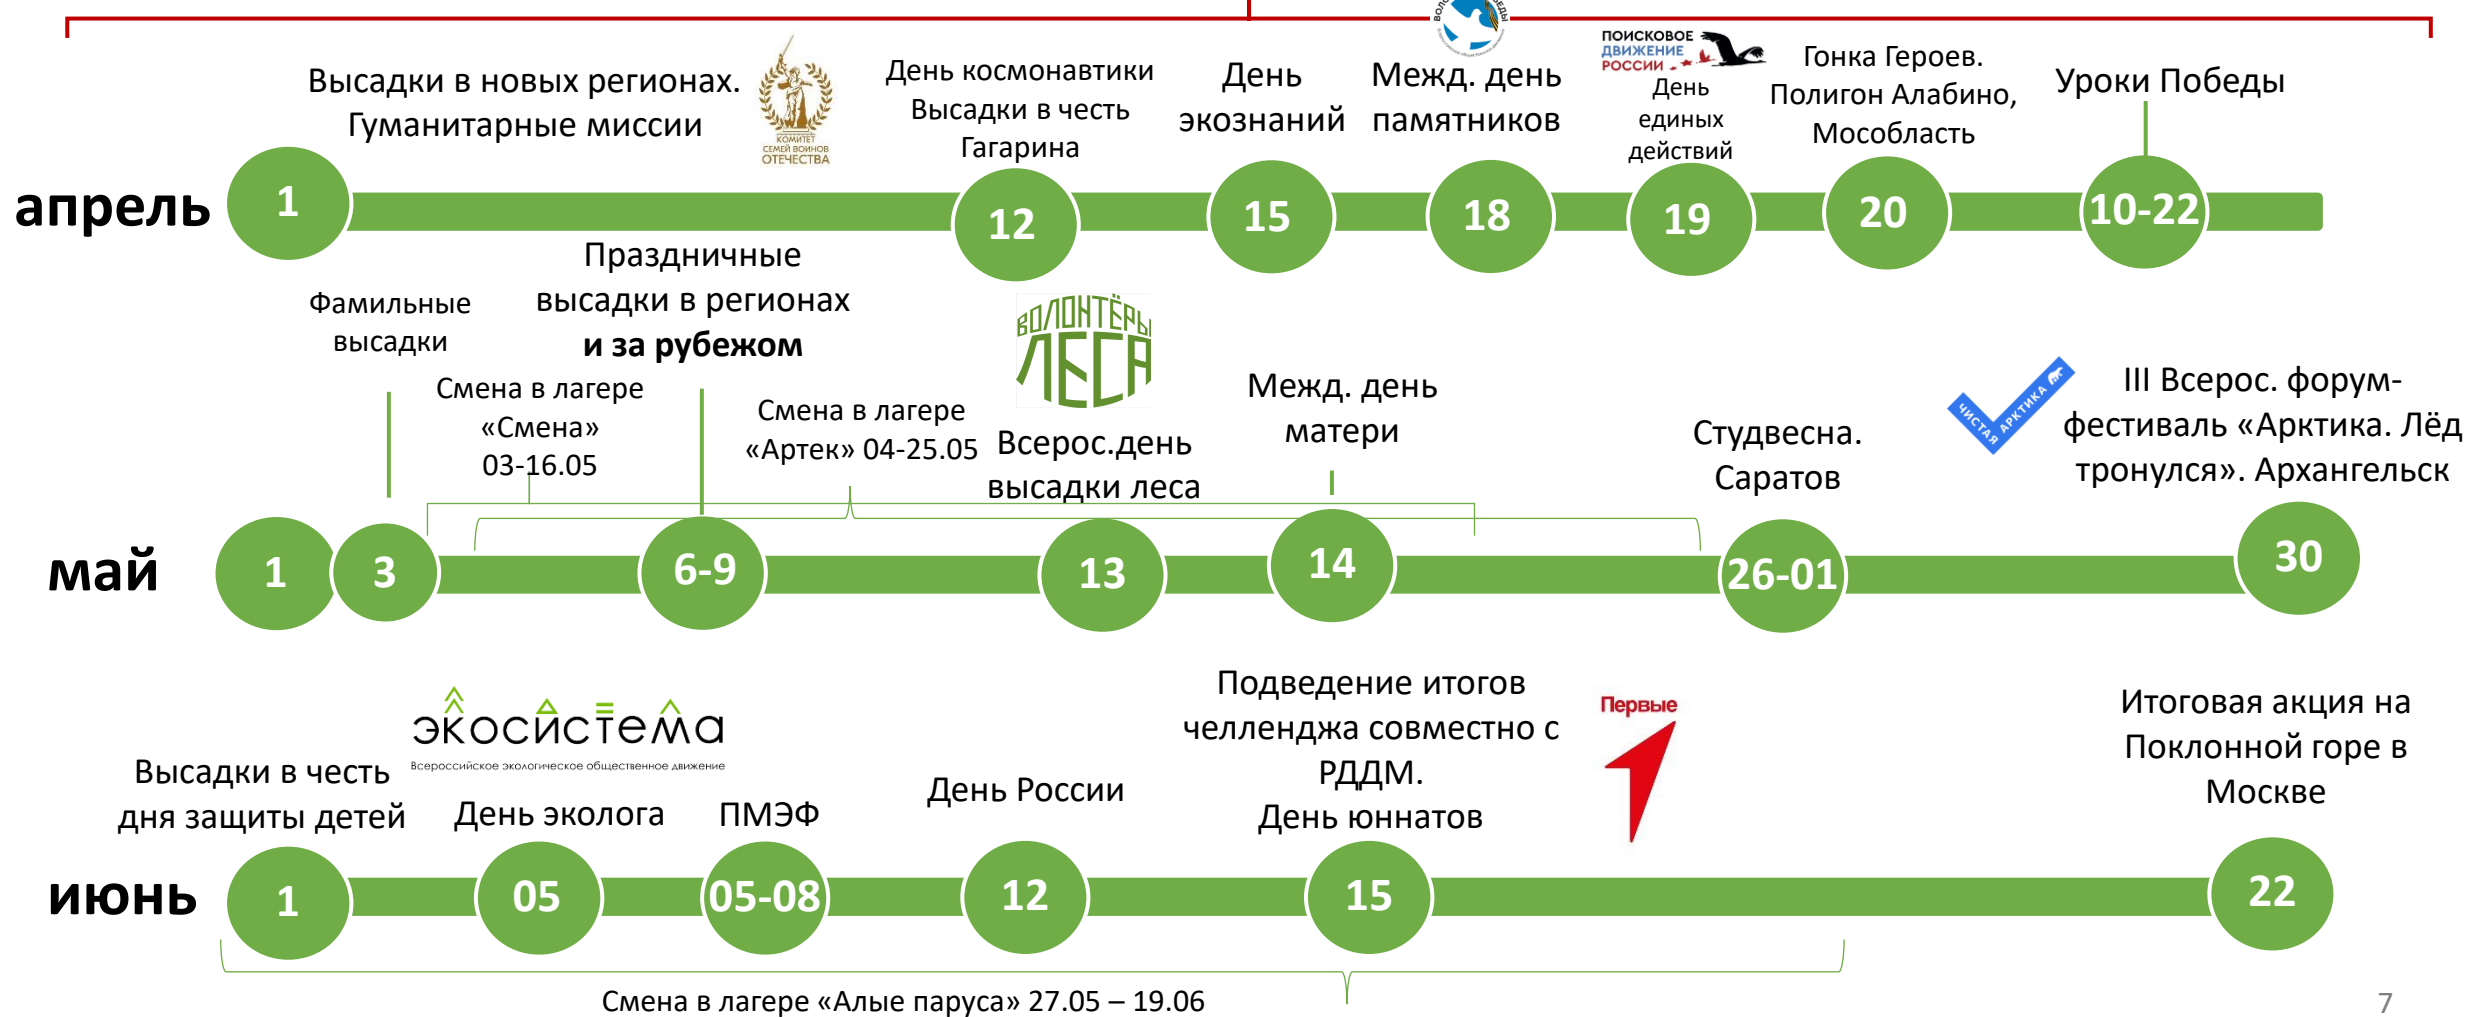 ПОИСКОВОЕ
ДВИЖЕНИЕ
РОССИИ
Высадки в новых регионах.
Гуманитарные миссии
КОМИТЕТ
СЕМЕЙ ВОИНОВ
ОТЕЧЕСТВА
День космонавтики
Высадки в честь
Гагарина
День
экознаний
Межд. день
памятников
День
единых
действий
Гонка Героев.
Полигон Алабино,
Мособласть
Уроки Победы
апрель
1
12
15
18
19
20
10-22
Фамильные
высадки
Праздничные
высадки в регионах
и за рубежом
Смена в лагере
«Смена»
03-16.05
Смена в лагере
«Артек» 04-25.05
ВОЛОНТЁРЫ
ЛЕСА
Всерос.день
высадки леса
Межд. день
матери
Студвесна.
Саратов
ЧИСТАЯ АРКТИКА
III Всерос. форум-
фестиваль «Арктика. Лёд
тронулся». Архангельск
май
1
3
6-9
13
14
26-01
30
Высадки в честь
дня защиты детей
экосистема
Всероссийское экологическое общественное движение
День эколога
ПМЭФ
День России
Подведение итогов
челленджа совместно с
РДДМ.
День юннатов
Первые
Итоговая акция на
Поклонной горе в
Москве
июнь
1
05
05-08
12
15
22
Смена в лагере «Алые паруса» 27.05 – 19.06
7